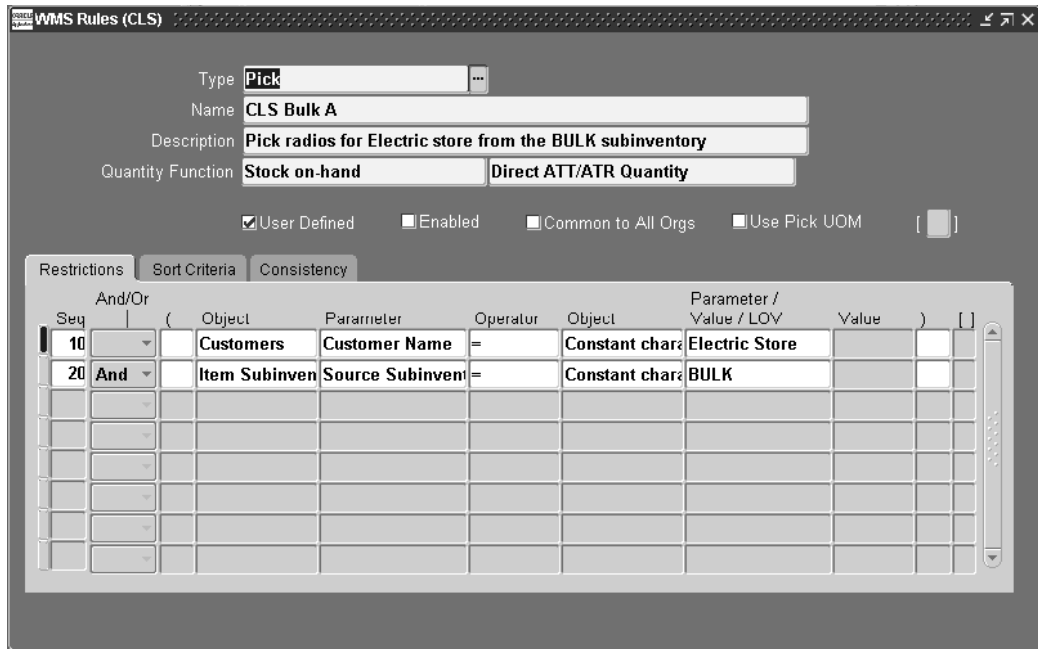 WMS Rules (CLS)
Type Pick ...
Name CLS Bulk A
Description Pick radios for Electric store from the BULK subinventory
Quantity Function Stock on-hand Direct ATT/ATR Quantity
User Defined Enabled Common to All Orgs Use Pick UOM [ ]
Restrictions Sort Criteria Consistency
And/Or Parameter /
Seq ( Object Parameter Operator Object Value / LOV Value ) [ ]
10 Customers Customer Name = Constant chara Electric Store
20 And Item Subinven Source Subinvent = Constant chara BULK